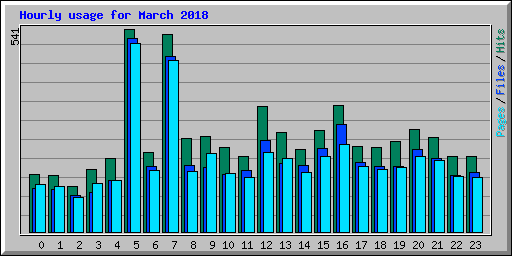 Hourly usage for March 2018
541
Pages/Files/Hits
0 1 2 3 4 5 6 7 8 9 10 11 12 13 14 15 16 17 18 19 20 21 22 23